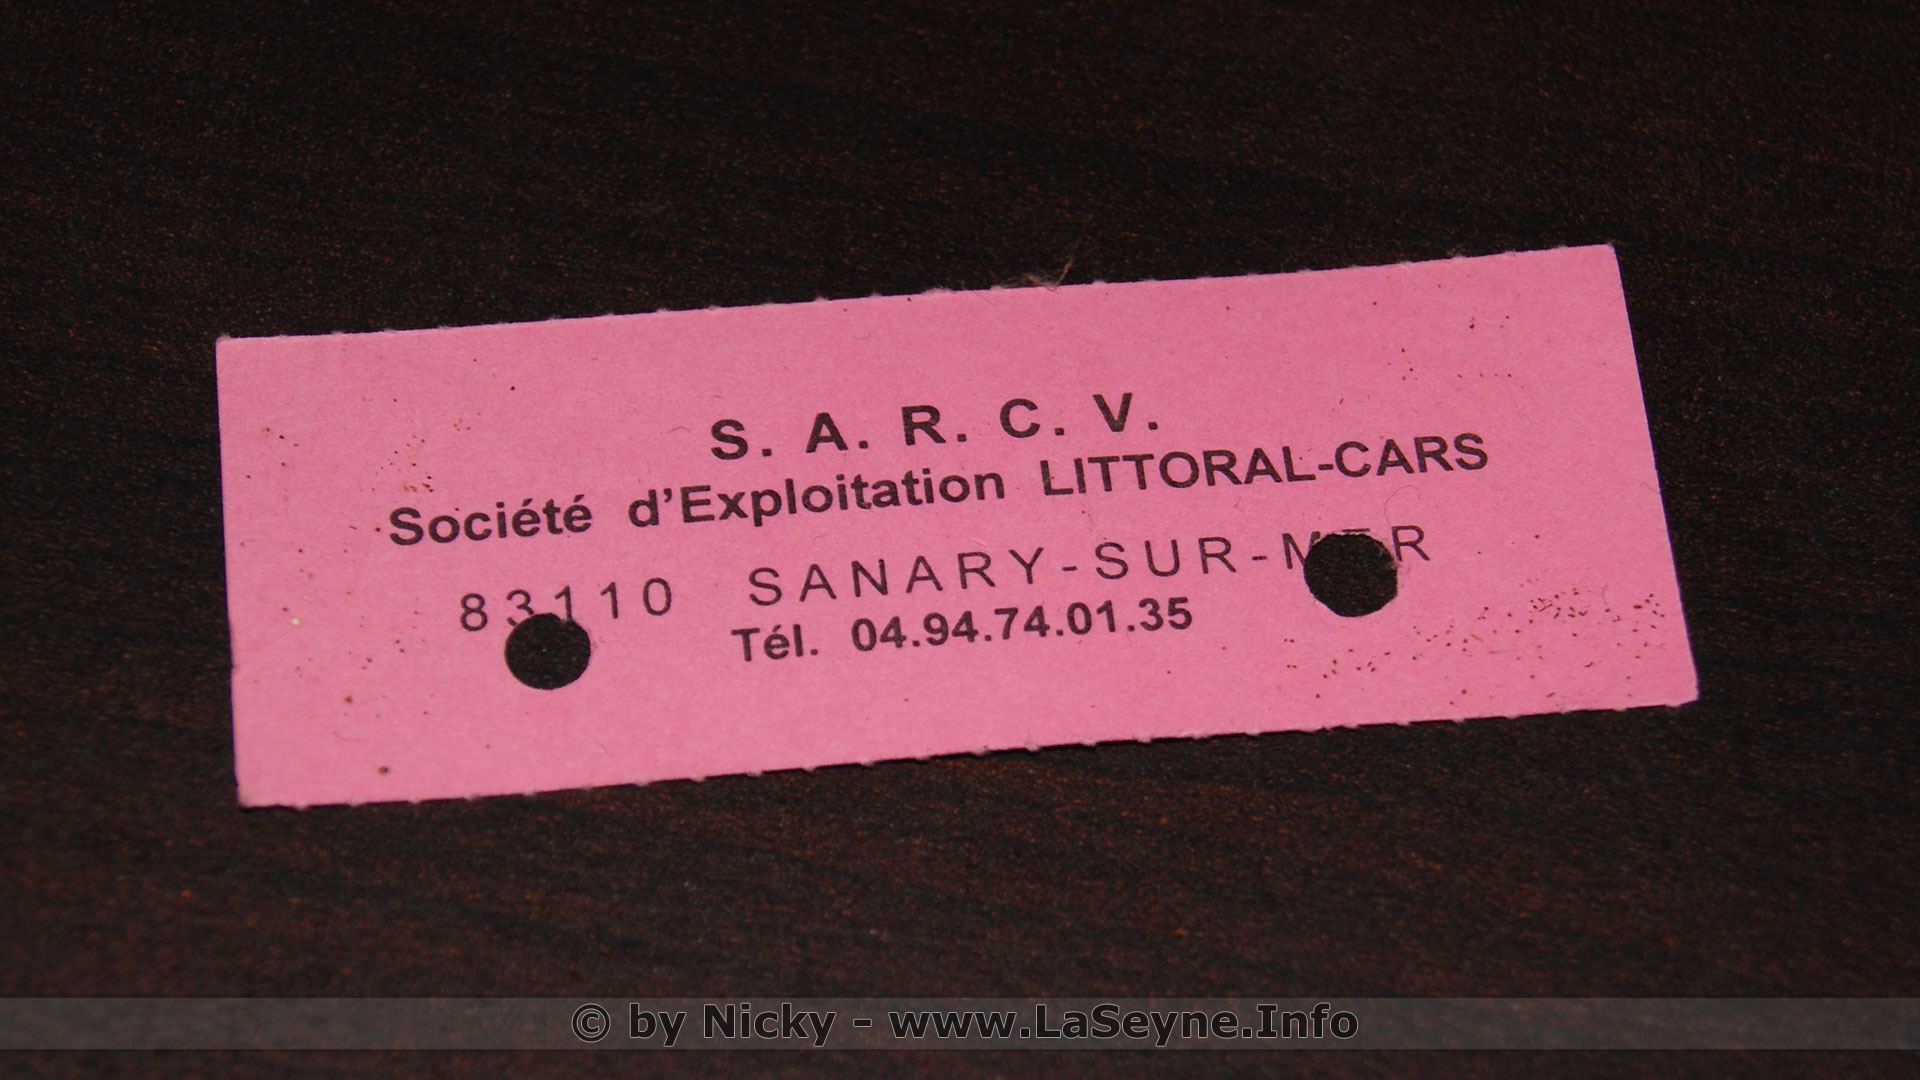 S. A. R. C. V.
Société d'Exploitation LITTORAL-CARS
83110 SANARY-SUR-MER
Tél. 04.94.74.01.35
© by Nicky - www.LaSeyne.Info